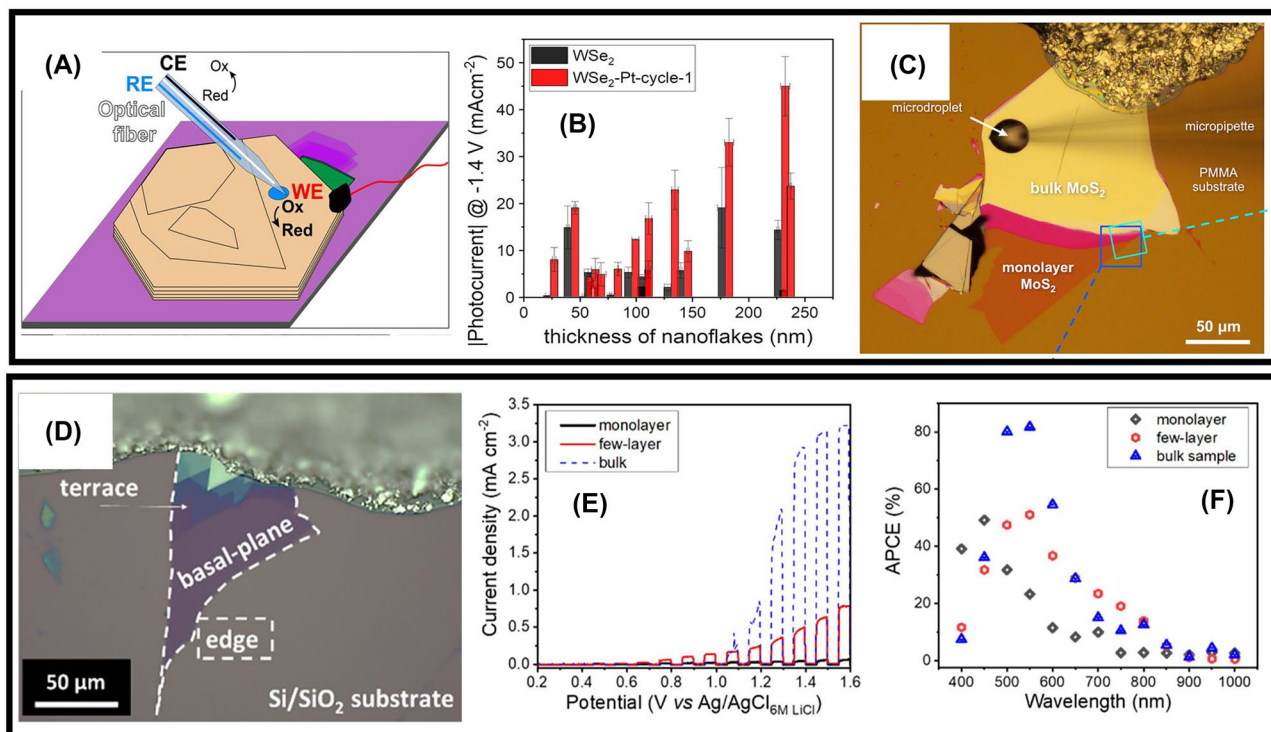 (A)
Ox
CE
RE
Red
Optical
fiber
WE
Ox
Red
|Photocurrent| @ -1.4 V (mAcm-2)
50
40
30
20
10
0
WSe2
WSe2-Pt-cycle-1
(B)
0
50
100
150
200
250
thickness of nanoflakes (nm)
(C)
microdroplet
micropipette
PMMA
substrate
bulk MoS2
monolayer
MoS2
50 μm
(D)
terrace
basal-plane
edge
50 μm
Si/SiO2 substrate
Current density (mA cm-2)
3.5
3.0
2.5
2.0
1.5
1.0
0.5
0.0
monolayer
few-layer
bulk
(E)
0.2 0.4 0.6 0.8 1.0 1.2 1.4 1.6
Potential (V vs Ag/AgCl6M LiCl)
APCE (%)
80
60
40
20
0
monolayer
few-layer
bulk sample
(F)
400 500 600 700 800 900 1000
Wavelength (nm)